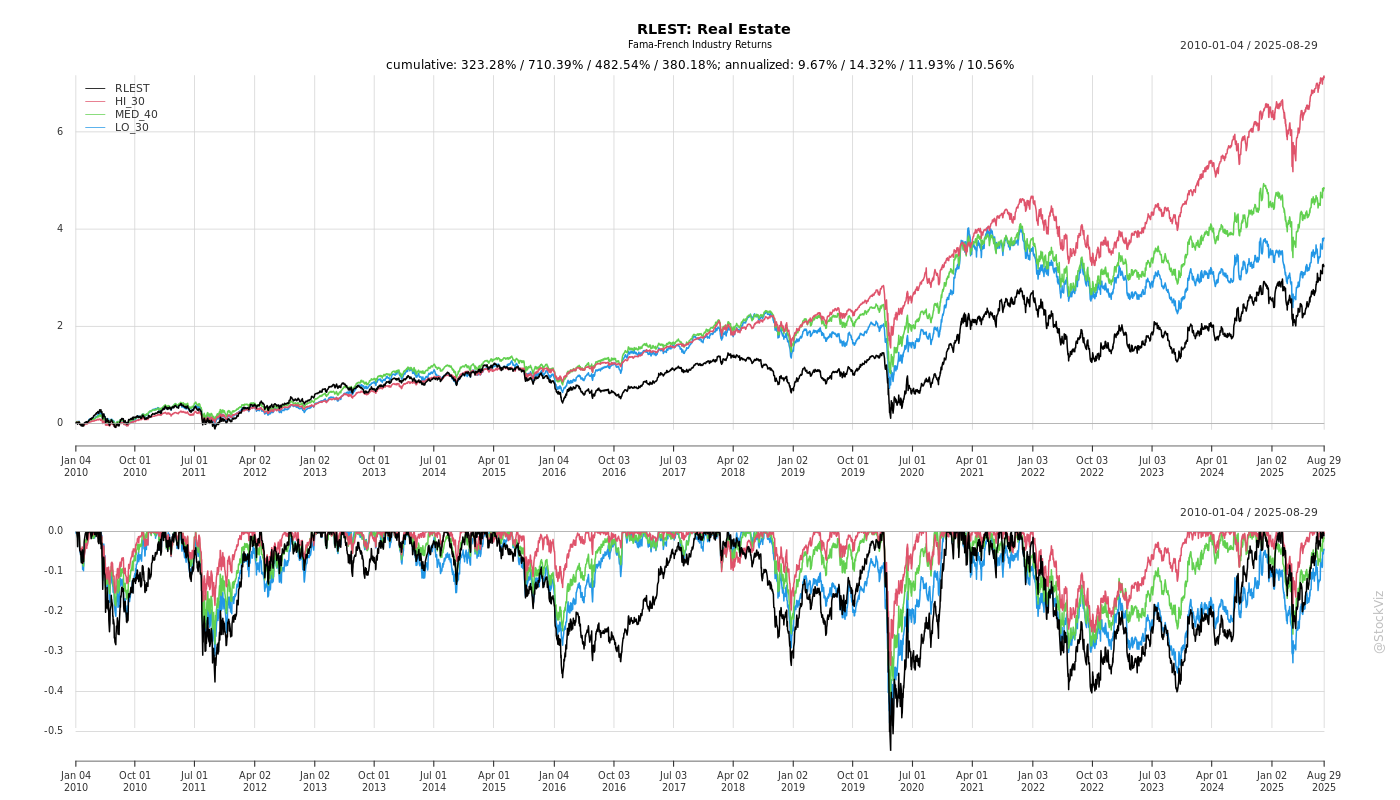 RLEST: Real Estate
Fama-French Industry Returns
2010-01-04 / 2025-08-29
cumulative: 323.28% / 710.39% / 482.54% / 380.18%; annualized: 9.67% / 14.32% / 11.93% / 10.56%
RLEST
HI_30
MED_40
LO_30
6
4
2
0
Jan 04 Oct 01 Jul 01 Apr 02 Jan 02 Oct 01 Jul 01 Apr 01 Jan 04 Oct 03 Jul 03 Apr 02 Jan 02 Oct 01 Jul 01 Apr 01 Jan 03 Oct 03 Jul 03 Apr 01 Jan 02 Aug 29
2010 2010 2011 2012 2013 2013 2014 2015 2016 2016 2017 2018 2019 2019 2020 2021 2022 2022 2023 2024 2025 2025
2010-01-04 / 2025-08-29
0.0
-0.1
-0.2
-0.3
-0.4
-0.5
Jan 04 Oct 01 Jul 01 Apr 02 Jan 02 Oct 01 Jul 01 Apr 01 Jan 04 Oct 03 Jul 03 Apr 02 Jan 02 Oct 01 Jul 01 Apr 01 Jan 03 Oct 03 Jul 03 Apr 01 Jan 02 Aug 29
2010 2010 2011 2012 2013 2013 2014 2015 2016 2016 2017 2018 2019 2019 2020 2021 2022 2022 2023 2024 2025 2025
@StockViz